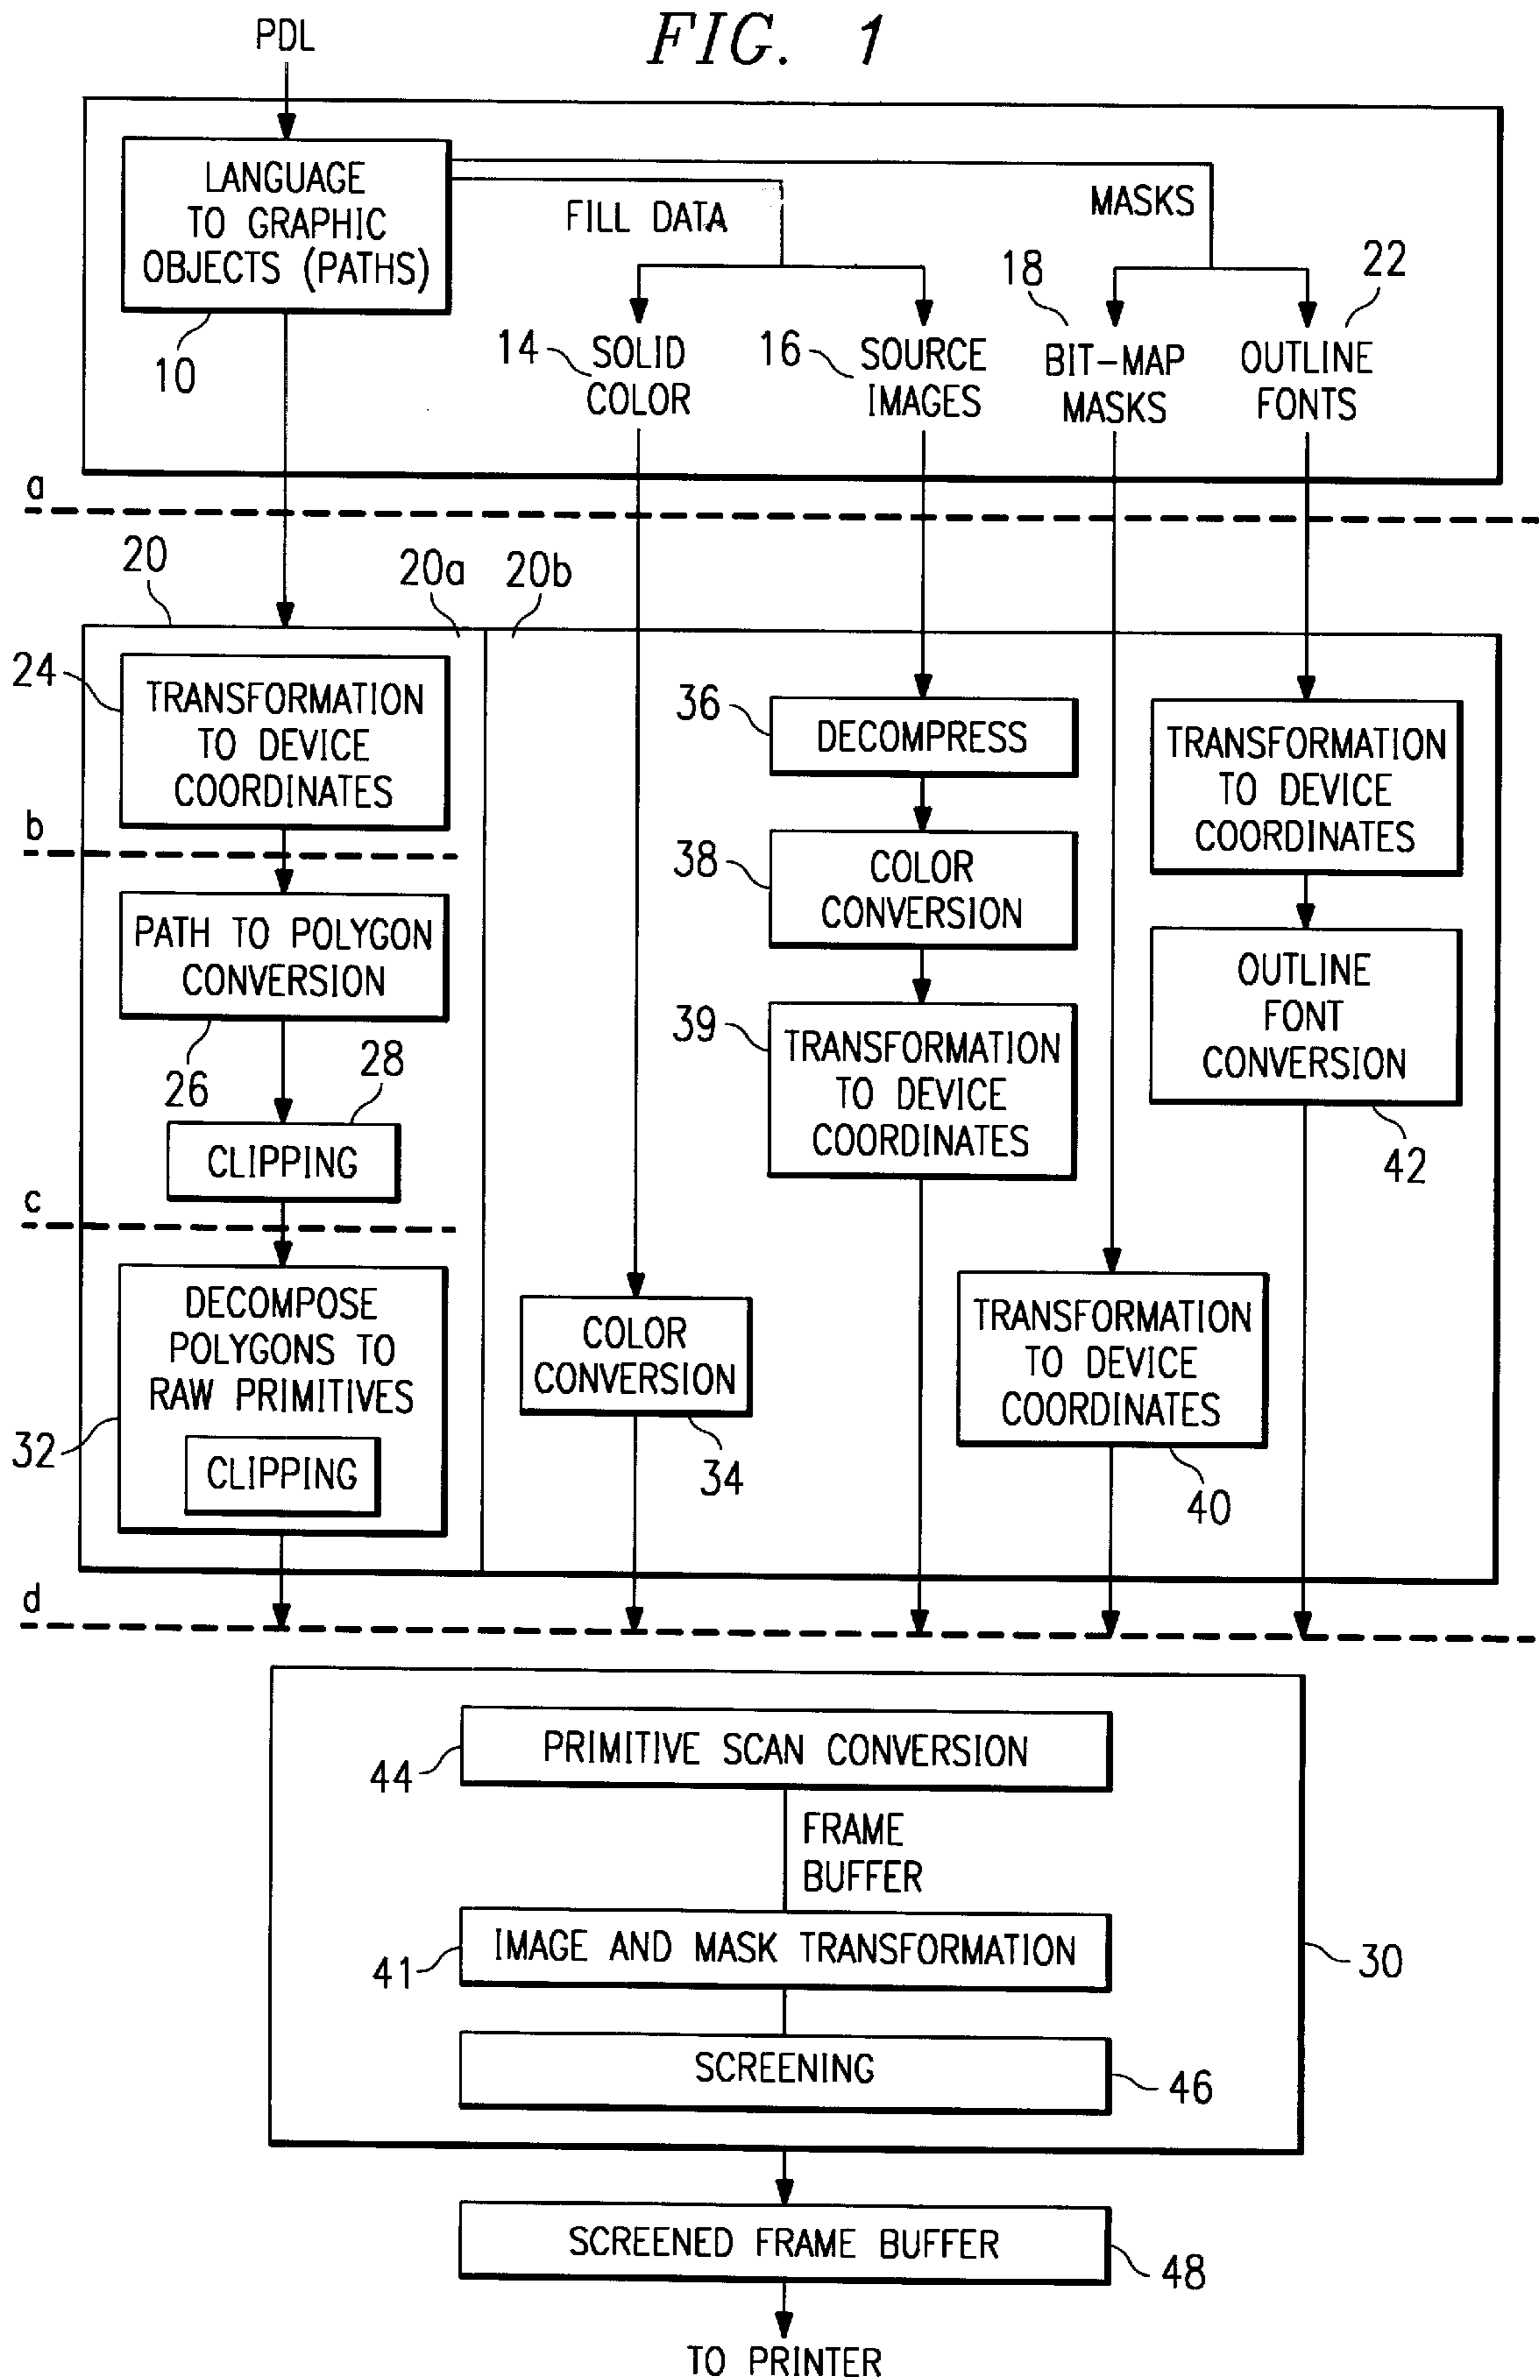 FIG. 1
PDL
LANGUAGE
TO GRAPHIC
OBJECTS (PATHS)
10
FILL DATA
MASKS
14
SOLID
COLOR
16
SOURCE
IMAGES
18
BIT-MAP
MASKS
22
OUTLINE
FONTS
a
20
20a
20b
24
TRANSFORMATION
TO DEVICE
COORDINATES
b
PATH TO POLYGON
CONVERSION
26
28
CLIPPING
c
DECOMPOSE
POLYGONS TO
RAW PRIMITIVES
32
CLIPPING
COLOR
CONVERSION
34
36
DECOMPRESS
38
COLOR
CONVERSION
39
TRANSFORMATION
TO DEVICE
COORDINATES
TRANSFORMATION
TO DEVICE
COORDINATES
40
TRANSFORMATION
TO DEVICE
COORDINATES
OUTLINE
FONT
CONVERSION
42
d
PRIMITIVE SCAN CONVERSION
44
FRAME
BUFFER
IMAGE AND MASK TRANSFORMATION
41
30
SCREENING
46
SCREENED FRAME BUFFER
48
TO PRINTER